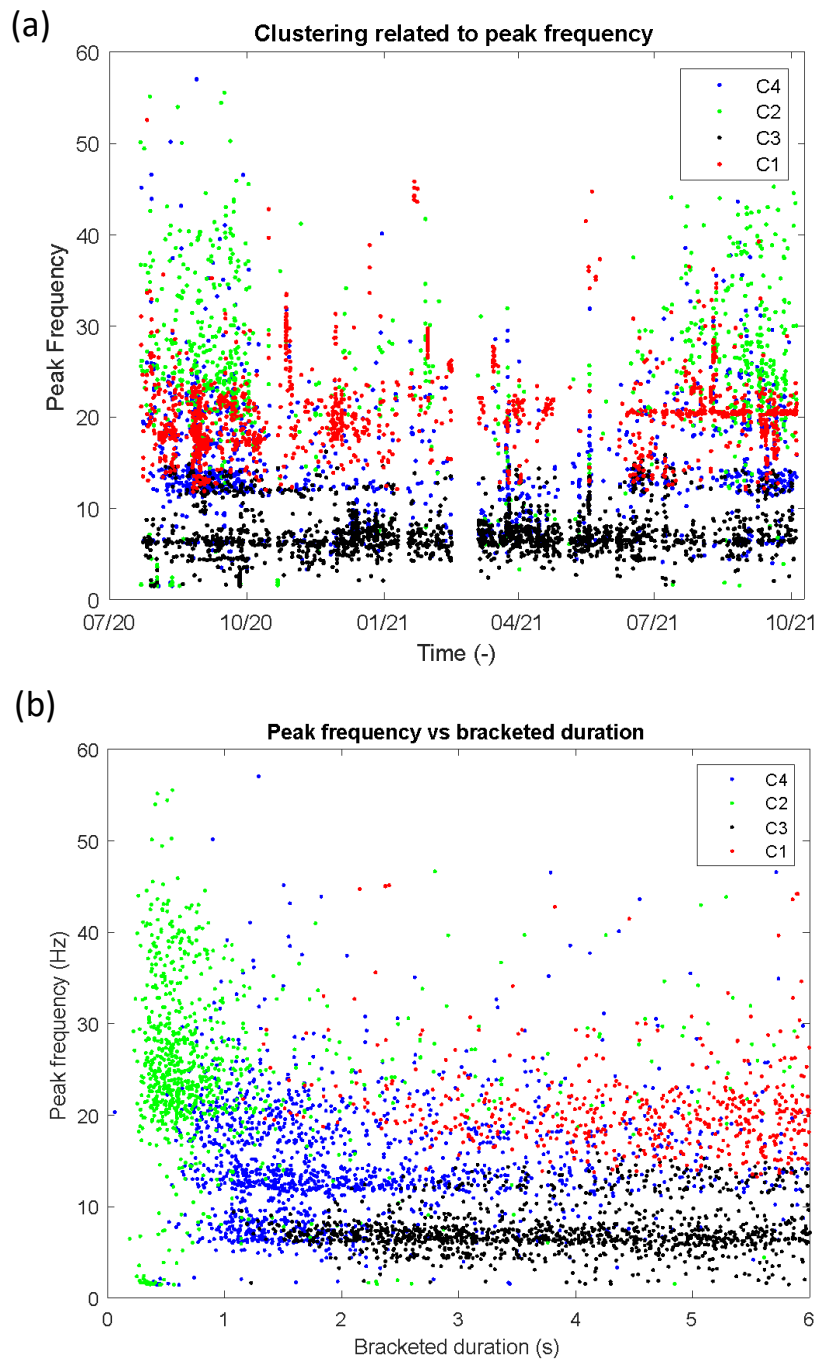 (a)
Clustering related to peak frequency
60
50
40
30
20
10
0
Peak Frequency
C4
C2
C3
C1
07/20 10/20 01/21 04/21 07/21 10/21
Time (-)
(b)
Peak frequency vs bracketed duration
60
50
40
30
20
10
0
Peak frequency (Hz)
C4
C2
C3
C1
0 1 2 3 4 5 6
Bracketed duration (s)